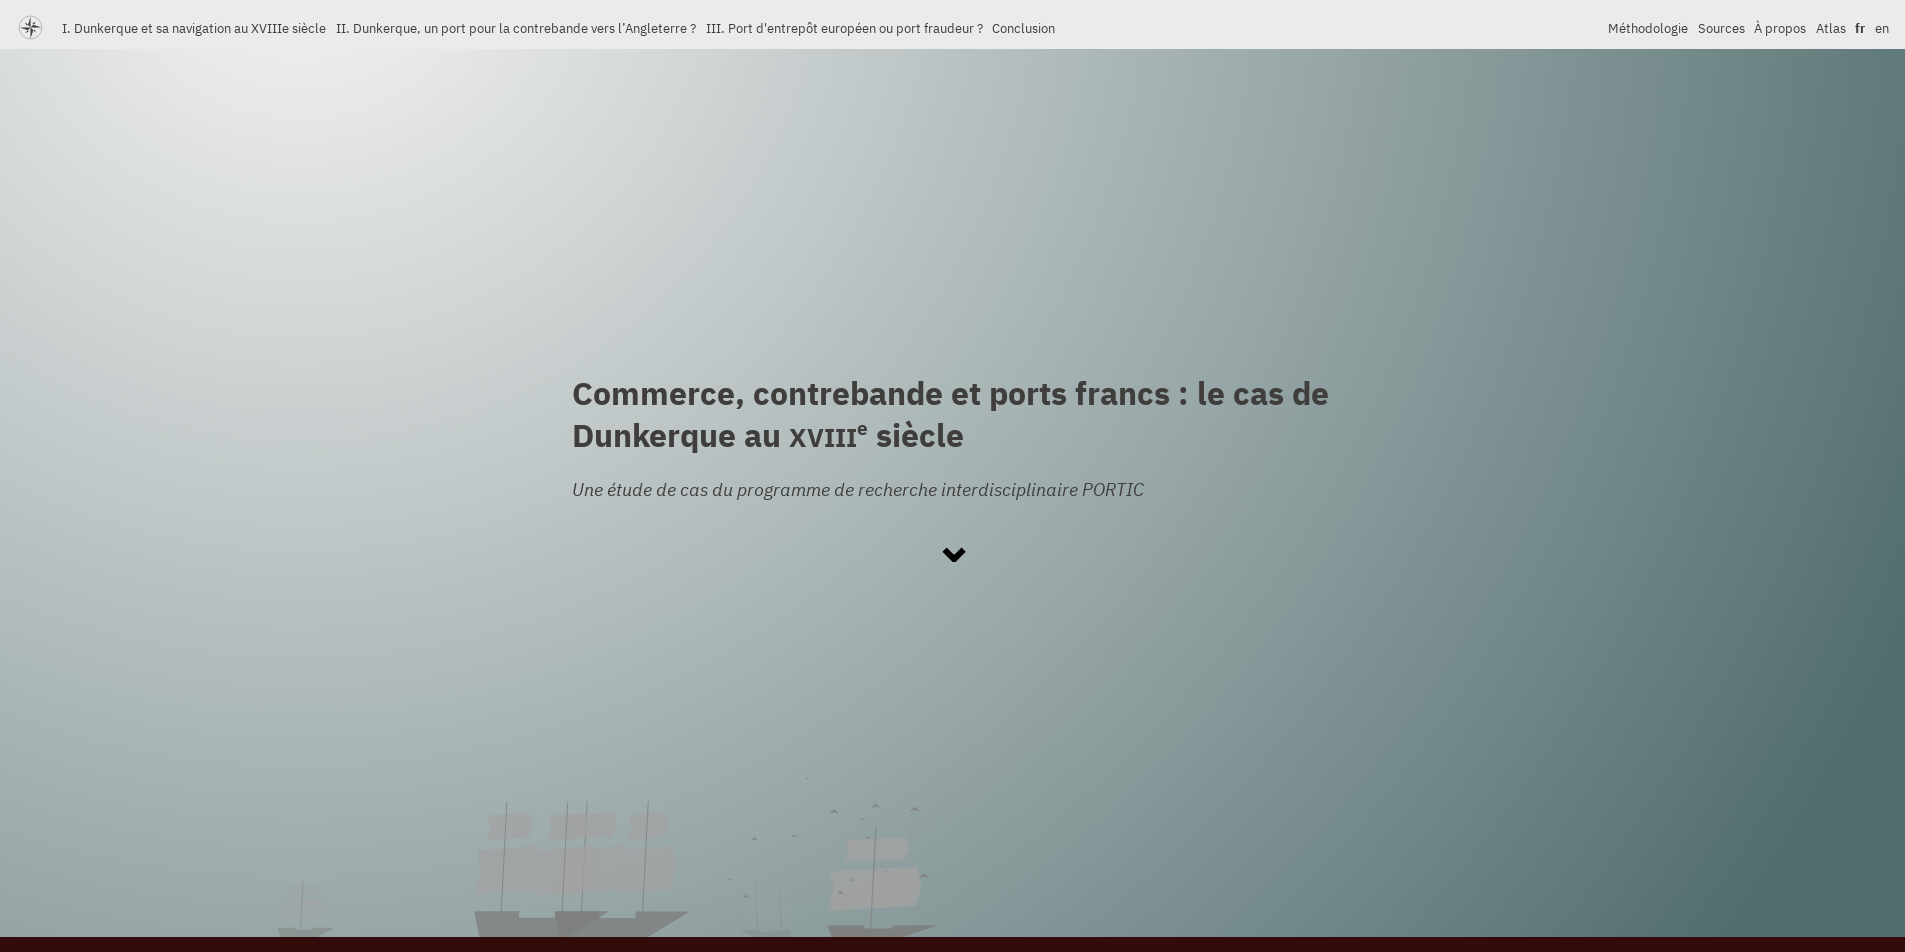 I. Dunkerque et sa navigation au XVIIIe siècle II. Dunkerque, un port pour la contrebande vers l’Angleterre ? III. Port d'entrepôt européen ou port fraudeur ? Conclusion Méthodologie Sources À propos Atlas fr en
Commerce, contrebande et ports francs : le cas de
Dunkerque au XVIIIe siècle
Une étude de cas du programme de recherche interdisciplinaire PORTIC